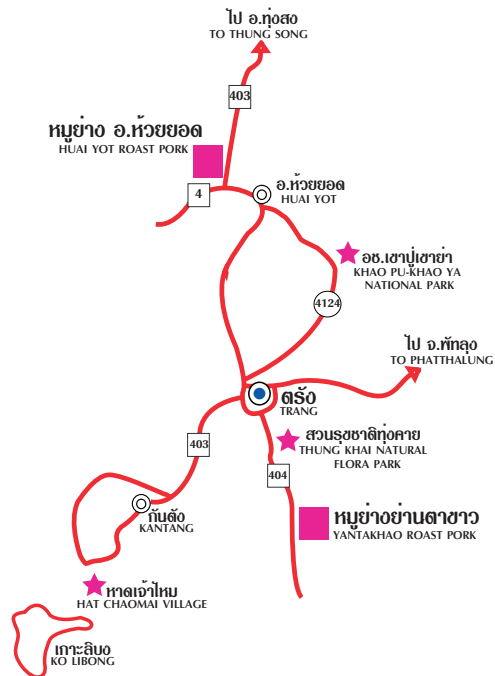 ไป อ.ทุ่งสง
TO THUNG SONG
403
หมูย่าง อ.ห้วยยอด
HUAI YOT ROAST PORK
4
อ.ห้วยยอด
HUAI YOT
อช.เขาปู่เขาย่า
KHAO PU-KHAO YA
NATIONAL PARK
4124
ไป จ.พัทลุง
TO PHATTHALUNG
ตรัง
TRANG
403
สวนรุขชาติทุ่งคาย
THUNG KHAI NATURAL
FLORA PARK
404
กันตัง
KANTANG
หมูย่างย่านตาขาว
YANTAKHAO ROAST PORK
หาดเจ้าไหม
HAT CHAOMAI VILLAGE
เกาะลิบง
KO LIBONG